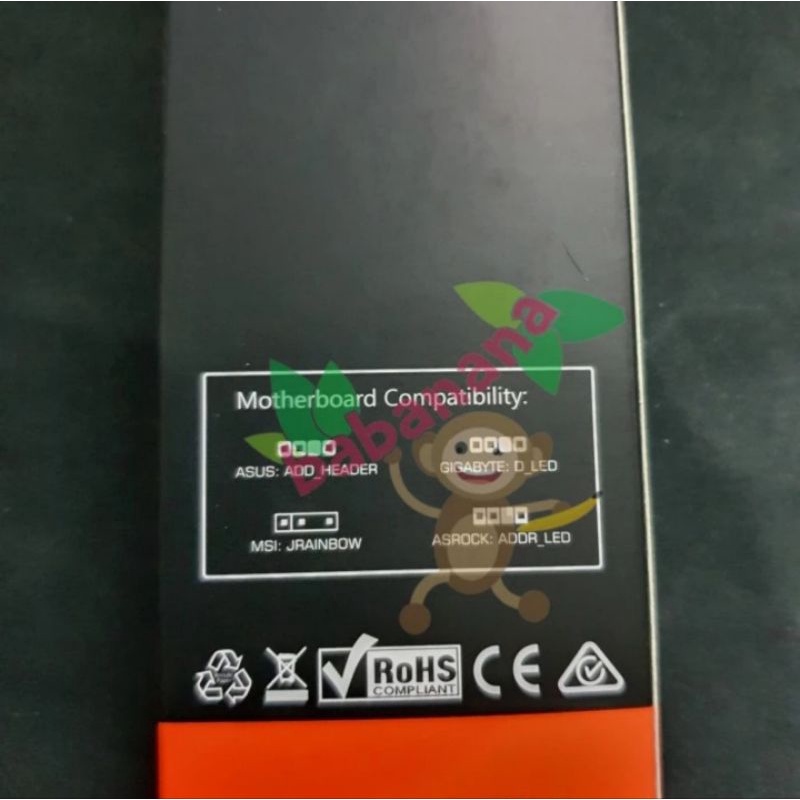 babanana
Motherboard Compatibility:
ASUS: ADD_HEADER
GIGABYTE: D_LED
MSI: JRAINBOW
ASROCK: ADDR_LED
RoHS
COMPLIANT
CE